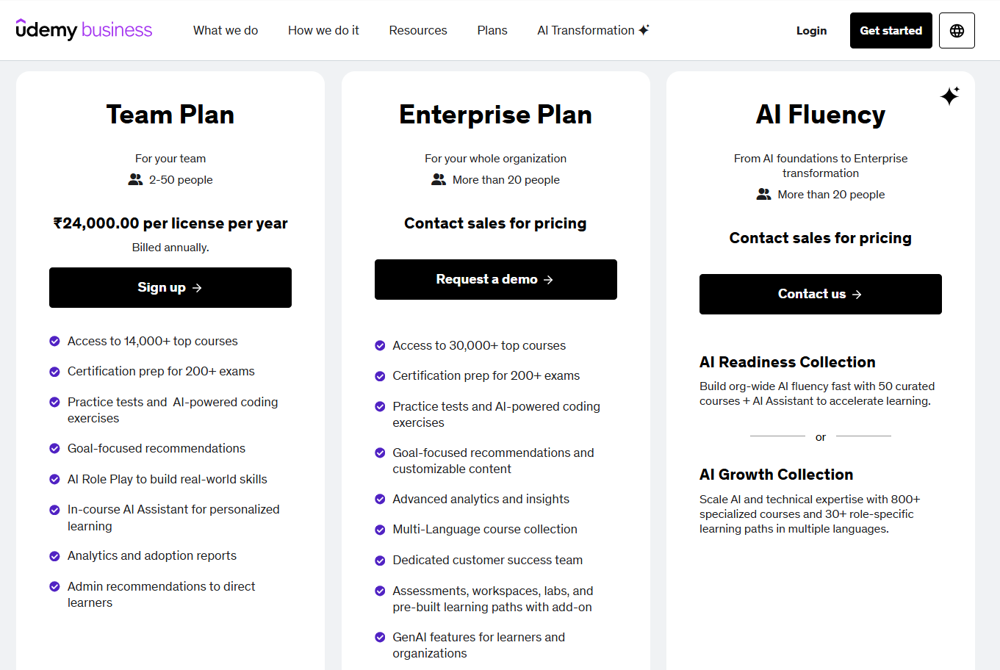 udemy business
What we do
How we do it
Resources
Plans
AI Transformation
Login
Get started
Team Plan
For your team
2-50 people
₹24,000.00 per license per year
Billed annually.
Sign up →
Access to 14,000+ top courses
Certification prep for 200+ exams
Practice tests and  AI-powered coding
exercises
Goal-focused recommendations
AI Role Play to build real-world skills
In-course AI Assistant for personalized
learning
Analytics and adoption reports
Admin recommendations to direct
learners
Enterprise Plan
For your whole organization
More than 20 people
Contact sales for pricing
Request a demo →
Access to 30,000+ top courses
Certification prep for 200+ exams
Practice tests and AI-powered coding
exercises
Goal-focused recommendations and
customizable content
Advanced analytics and insights
Multi-Language course collection
Dedicated customer success team
Assessments, workspaces, labs, and
pre-built learning paths with add-on
GenAI features for learners and
organizations
AI Fluency
From AI foundations to Enterprise
transformation
More than 20 people
Contact sales for pricing
Contact us →
AI Readiness Collection
Build org-wide AI fluency fast with 50 curated
courses + AI Assistant to accelerate learning.
or
AI Growth Collection
Scale AI and technical expertise with 800+
specialized courses and 30+ role-specific
learning paths in multiple languages.